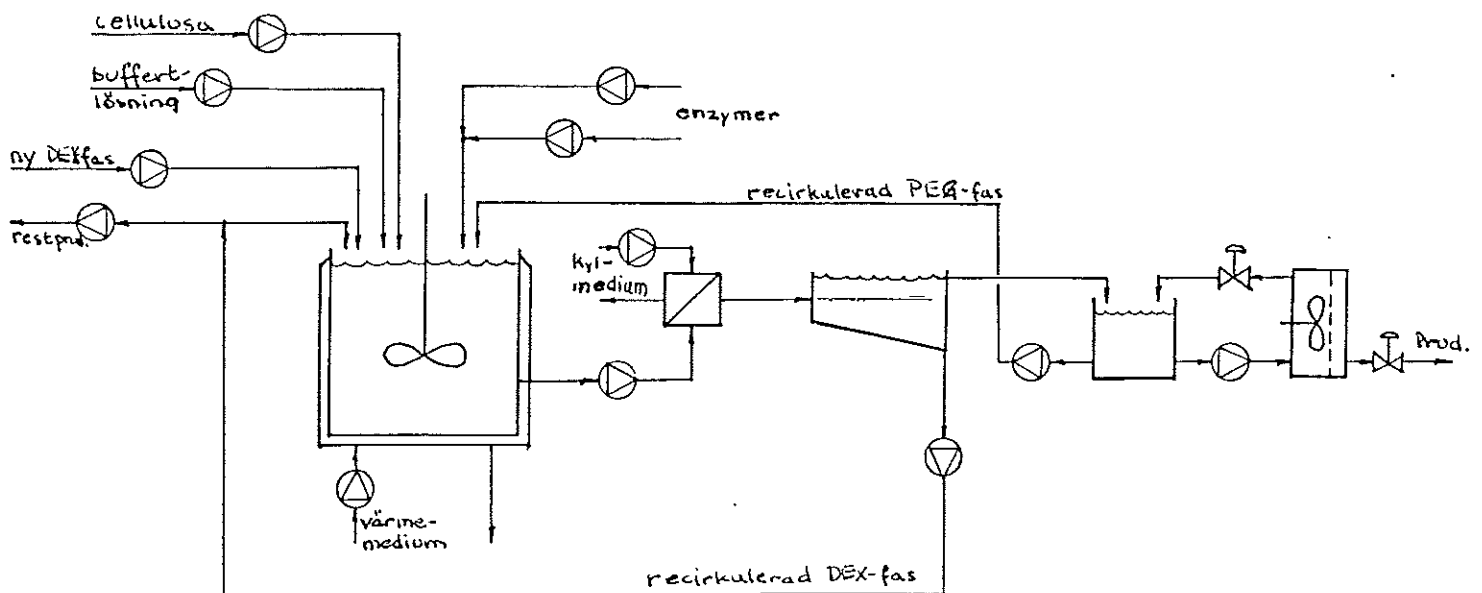 cellulosa
buffert-
lösning
enzymer
ny DEXfas
recirkulerad PEG-fas
restprod.
kyl-
medium
Prod.
värme-
medium
recirkulerad DEX-fas